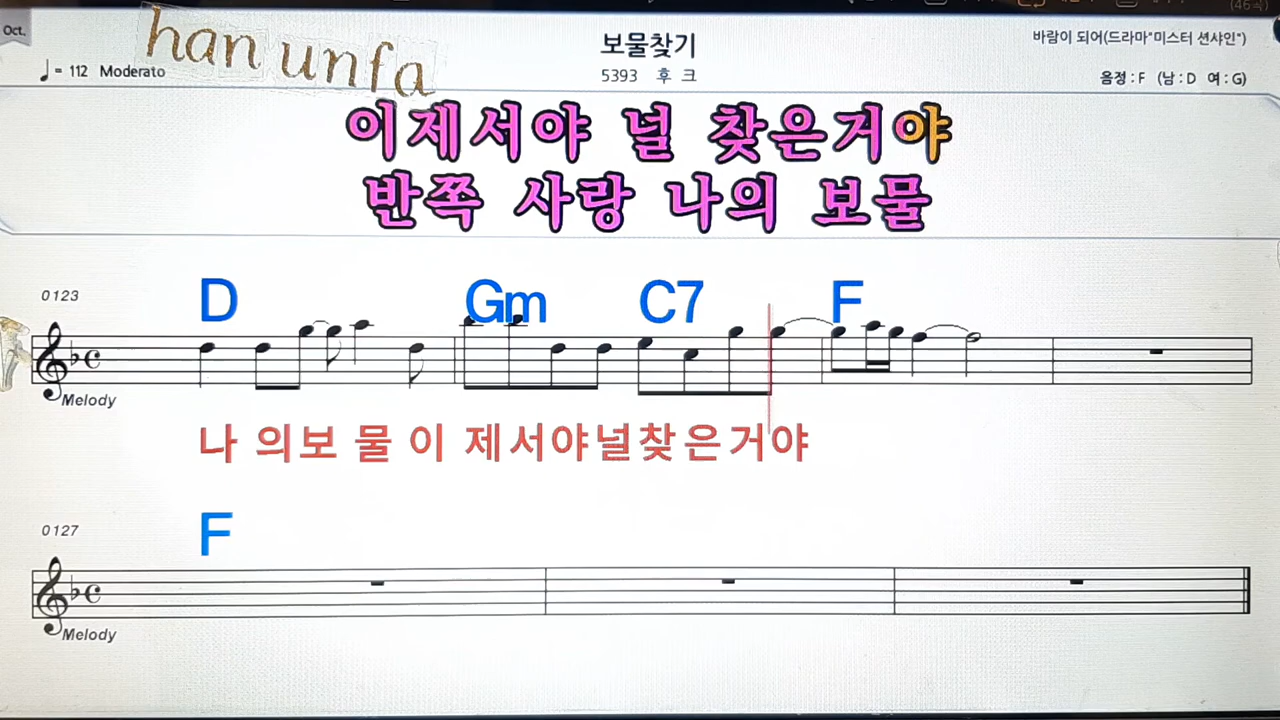 (46곡)
Oct.
han unfa
보물찾기
바람이 되어(드라마"미스터 션샤인")
♩= 112 Moderato
5393 후 크
음정 : F (남 : D 여 : G)
이제서야 널 찾은거야
반쪽 사랑 나의 보물
0123
D Gm C7 F
Melody
나 의보 물 이 제서야널찾 은거야
0127
F
Melody